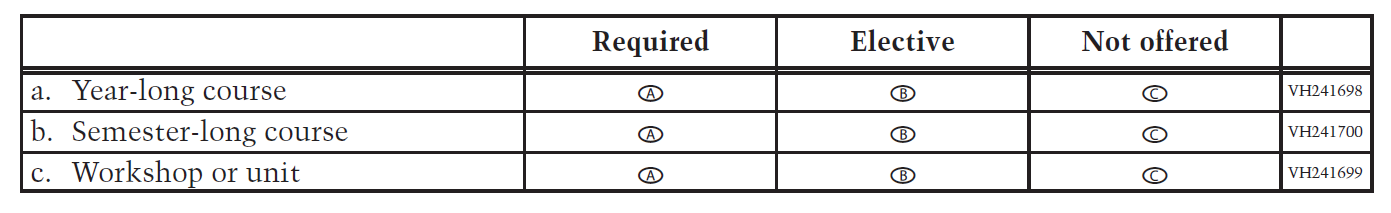 Required Elective Not offered
a. Year-long course A B C VH241698
b. Semester-long course A B C VH241700
c. Workshop or unit A B C VH241699